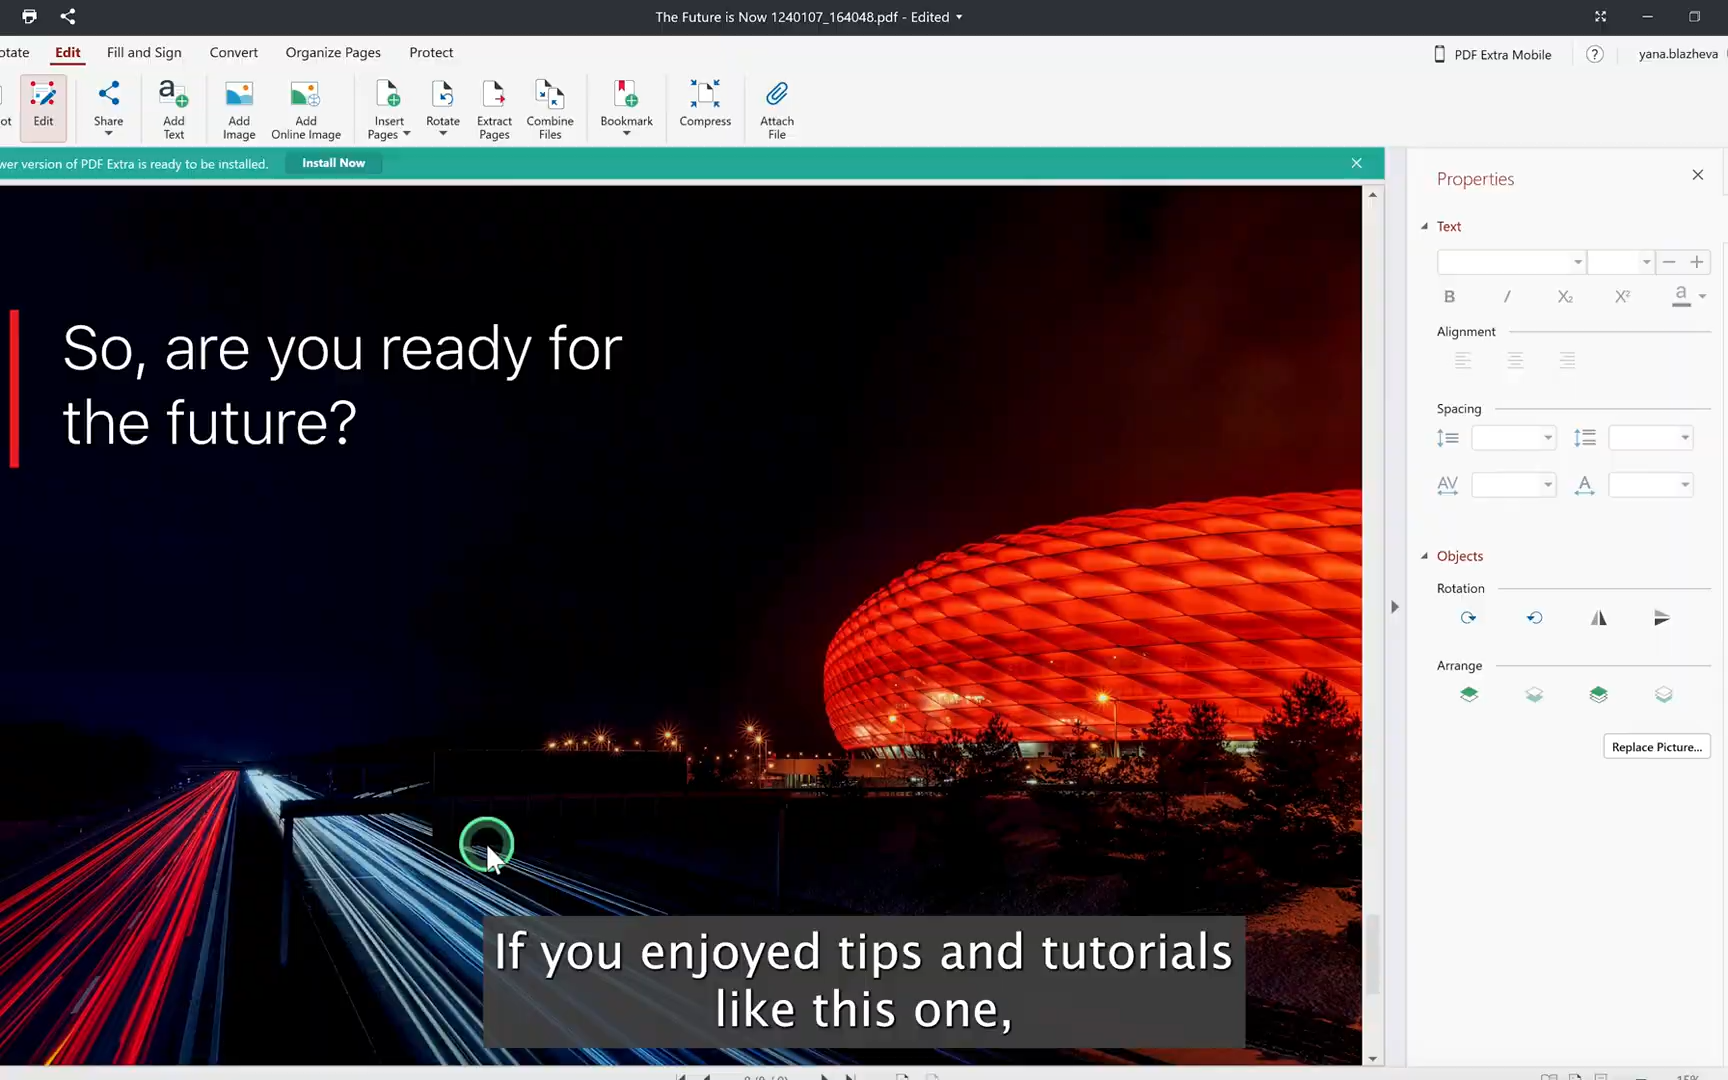 The Future is Now 1240107_164048.pdf - Edited
otate Edit Fill and Sign Convert Organize Pages Protect
PDF Extra Mobile ? yana.blazheva
ot
Edit
Share
Add
Text
Add
Image
Add
Online Image
Insert
Pages
Rotate
Extract
Pages
Combine
Files
Bookmark
Compress
Attach
File
wer version of PDF Extra is ready to be installed. Install Now
Properties
Text
B I X₂ X² a
Alignment
Spacing
AV A
Objects
Rotation
Arrange
Replace Picture...
So, are you ready for
the future?
If you enjoyed tips and tutorials
like this one,